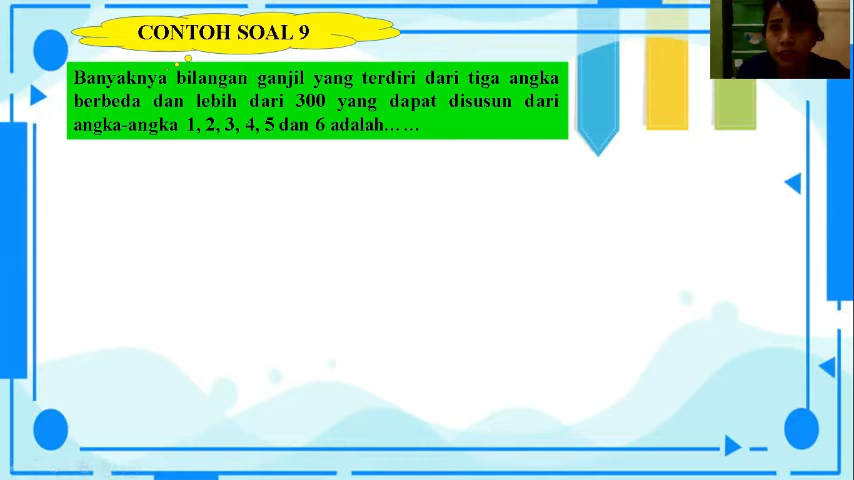 CONTOH SOAL 9
Banyaknya bilangan ganjil yang terdiri dari tiga angka
berbeda dan lebih dari 300 yang dapat disusun dari
angka-angka 1, 2, 3, 4, 5 dan 6 adalah……